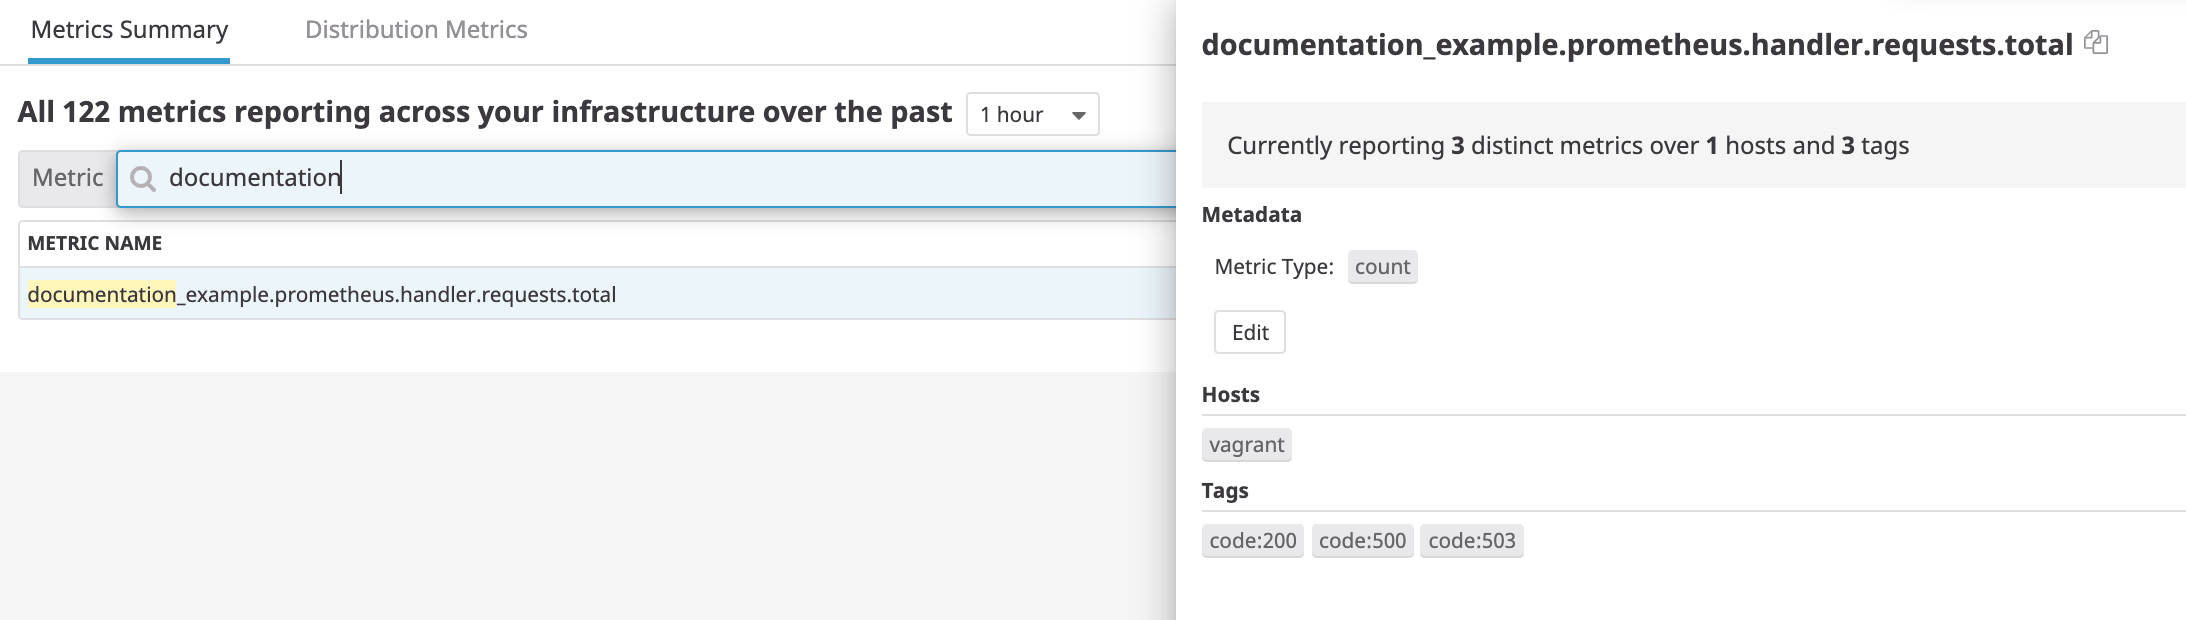 Metrics Summary
Distribution Metrics
All 122 metrics reporting across your infrastructure over the past 1 hour
Metric documentation
METRIC NAME
documentation_example.prometheus.handler.requests.total
documentation_example.prometheus.handler.requests.total
Currently reporting 3 distinct metrics over 1 hosts and 3 tags
Metadata
Metric Type: count
Edit
Hosts
vagrant
Tags
code:200 code:500 code:503